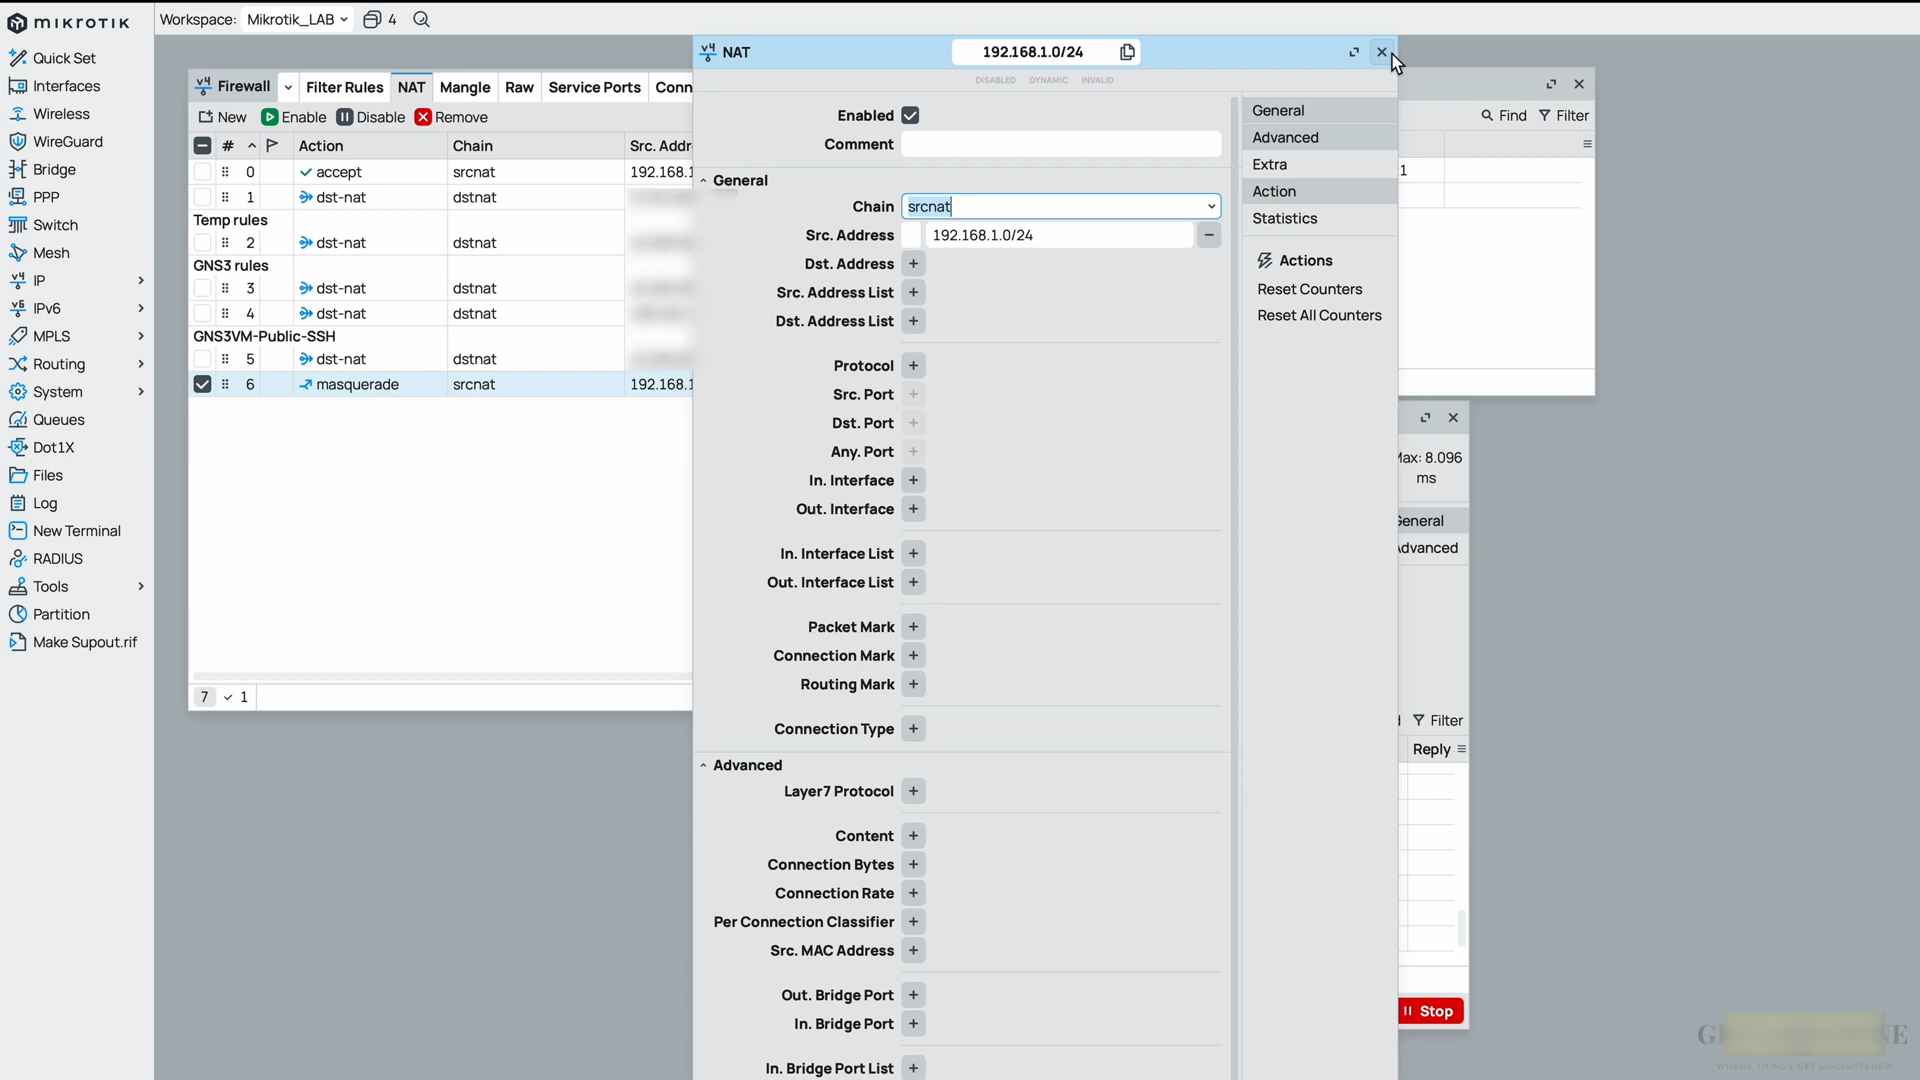 MIKROTIK
Workspace: Mikrotik_LAB 4
Quick Set
Interfaces
Wireless
WireGuard
Bridge
PPP
Switch
Mesh
IP
IPv6
MPLS
Routing
System
Queues
Dot1X
Files
Log
New Terminal
RADIUS
Tools
Partition
Make Supout.rif
Firewall Filter Rules NAT Mangle Raw Service Ports Conn
New Enable Disable Remove
# Action Chain Src. Addr
0 accept srcnat 192.168.1
1 dst-nat dstnat
Temp rules
2 dst-nat dstnat
GNS3 rules
3 dst-nat dstnat
4 dst-nat dstnat
GNS3VM-Public-SSH
5 dst-nat dstnat
6 masquerade srcnat 192.168.1
7 1
NAT 192.168.1.0/24
DISABLED DYNAMIC INVALID
Enabled
Comment
General
Chain srcnat
Src. Address 192.168.1.0/24
Dst. Address
Src. Address List
Dst. Address List
Protocol
Src. Port
Dst. Port
Any. Port
In. Interface
Out. Interface
In. Interface List
Out. Interface List
Packet Mark
Connection Mark
Routing Mark
Connection Type
Advanced
Layer7 Protocol
Content
Connection Bytes
Connection Rate
Per Connection Classifier
Src. MAC Address
Out. Bridge Port
In. Bridge Port
In. Bridge Port List
General
Advanced
Extra
Action
Statistics
Actions
Reset Counters
Reset All Counters
Find Filter
1
Max: 8.096
ms
General
Advanced
Filter
Reply
Stop
WHERE THINGS GET UNCLUTTERED